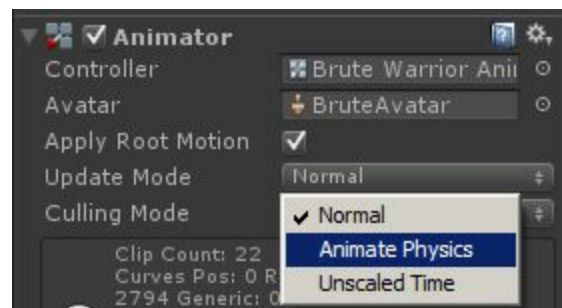 Animator
Controller
Brute Warrior Ani
Avatar
BruteAvatar
Apply Root Motion
Update Mode
Normal
Culling Mode
Normal
Animate Physics
Unscaled Time
Clip Count: 22
Curves Pos: 0 R
2794 Generic: 0